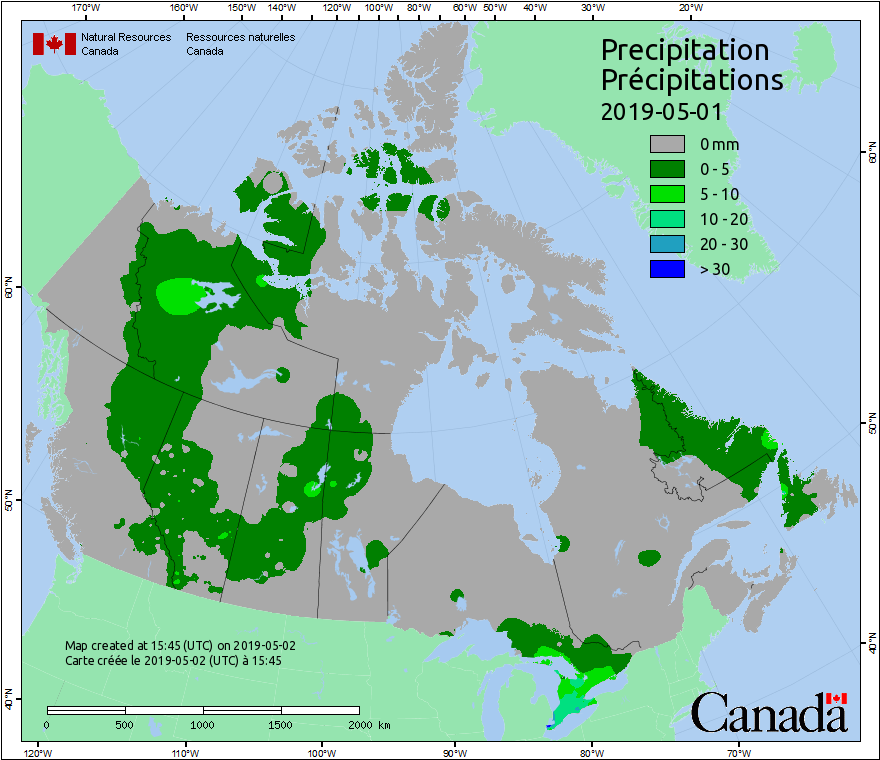 170°W 160°W 150°W 140°W 120°W 100°W 80°W 60°W 50°W 40°W 30°W 20°W
Natural Resources Ressources naturelles
Canada Canada
Precipitation
Précipitations
2019-05-01
0 mm
0 - 5
5 - 10
10 - 20
20 - 30
> 30
60°N 60°N
50°N 50°N
40°N 40°N
Map created at 15:45 (UTC) on 2019-05-02
Carte créée le 2019-05-02 (UTC) à 15:45
0 500 1000 1500 2000 km
Canada
120°W 110°W 100°W 90°W 80°W 70°W